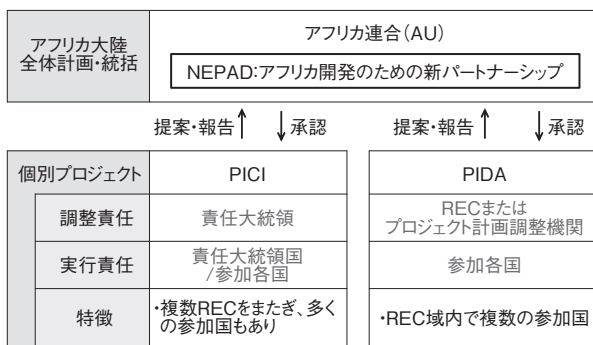 アフリカ大陸
全体計画・統括
アフリカ連合(AU)
NEPAD:アフリカ開発のための新パートナーシップ
提案・報告
承認
提案・報告
承認
個別プロジェクト
PICI
PIDA
調整責任
責任大統領
RECまたは
プロジェクト計画調整機関
実行責任
責任大統領国
/参加各国
参加各国
特徴
・複数RECをまたぎ、多く
の参加国もあり
・REC域内で複数の参加国